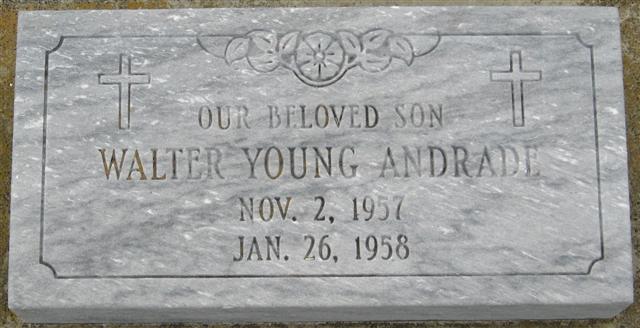 OUR BELOVED SON
WALTER YOUNG ANDRADE
NOV. 2, 1957
JAN. 26, 1958